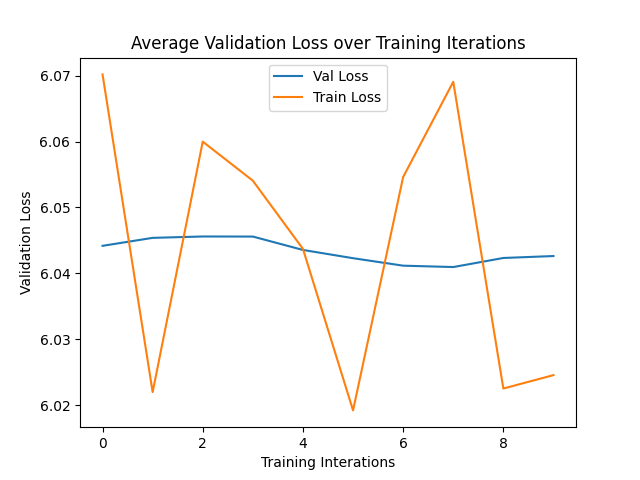 Average Validation Loss over Training Iterations
Val Loss
Train Loss
Validation Loss
6.07
6.06
6.05
6.04
6.03
6.02
0 2 4 6 8
Training Interations